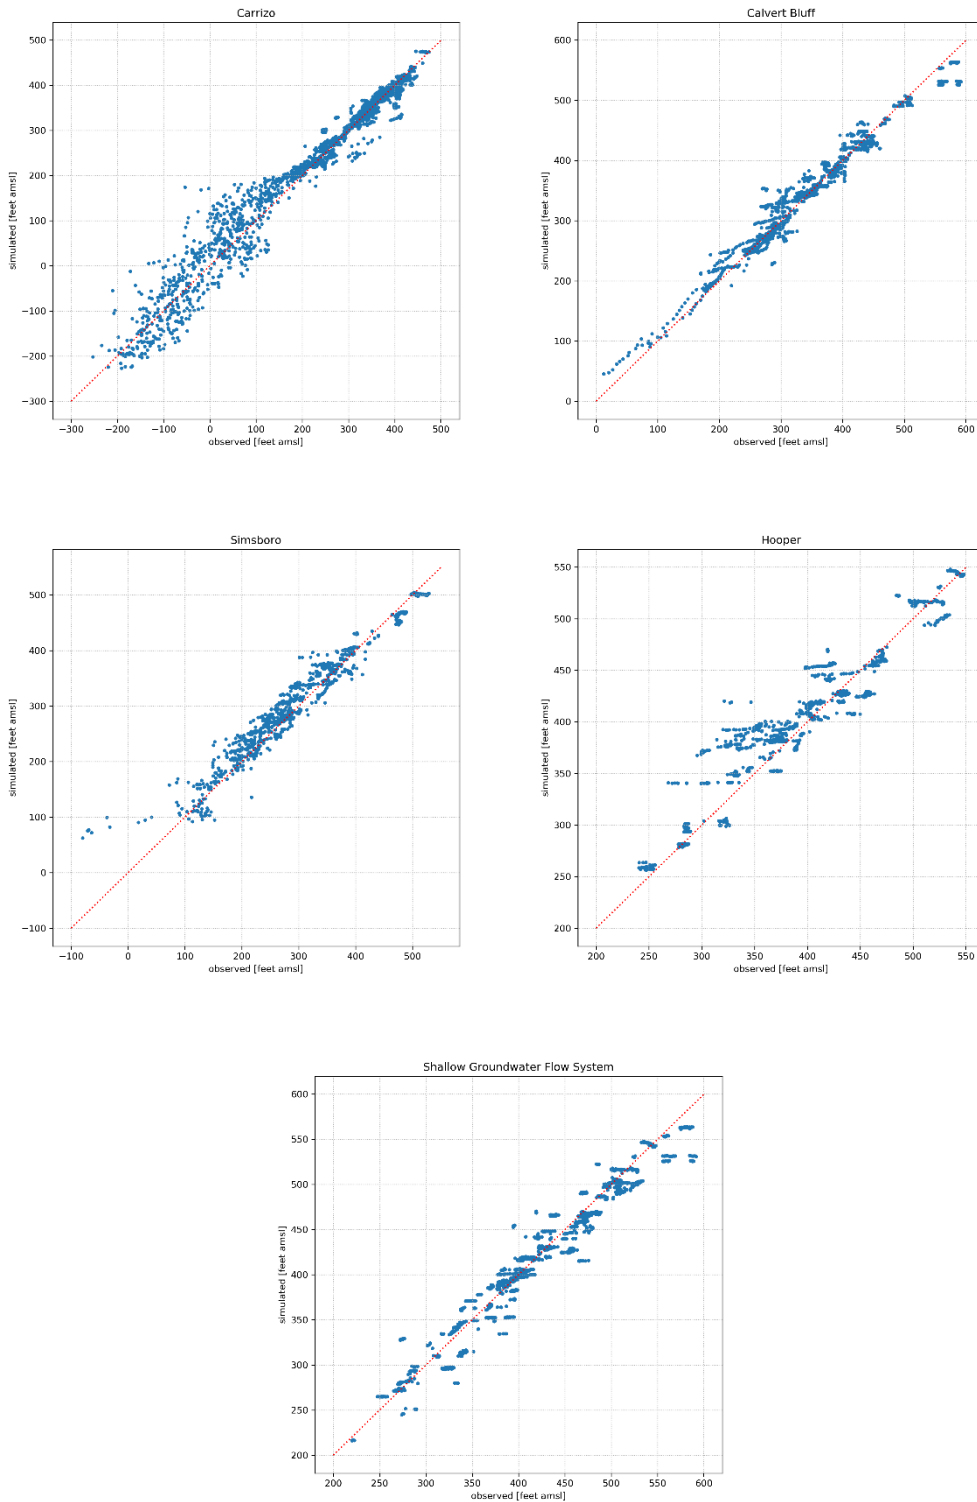 Carrizo
500
400
300
200
100
0
−100
−200
−300
simulated [feet amsl]
−300 −200 −100 0 100 200 300 400 500
observed [feet amsl]
Calvert Bluff
600
500
400
300
200
100
0
simulated [feet amsl]
0 100 200 300 400 500 600
observed [feet amsl]
Simsboro
500
400
300
200
100
0
−100
simulated [feet amsl]
−100 0 100 200 300 400 500
observed [feet amsl]
Hooper
550
500
450
400
350
300
250
200
simulated [feet amsl]
200 250 300 350 400 450 500 550
observed [feet amsl]
Shallow Groundwater Flow System
600
550
500
450
400
350
300
250
200
simulated [feet amsl]
200 250 300 350 400 450 500 550 600
observed [feet amsl]